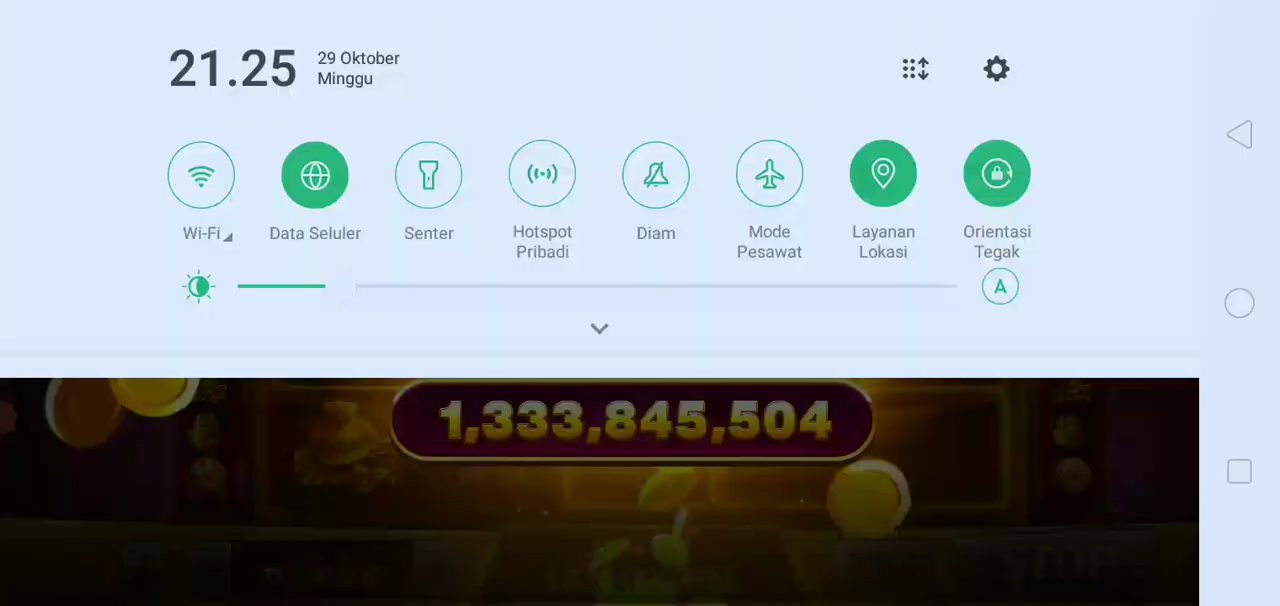 21.25
29 Oktober
Minggu
Wi-Fi
Data Seluler
Senter
Hotspot
Pribadi
Diam
Mode
Pesawat
Layanan
Lokasi
Orientasi
Tegak
A
1,333,845,504